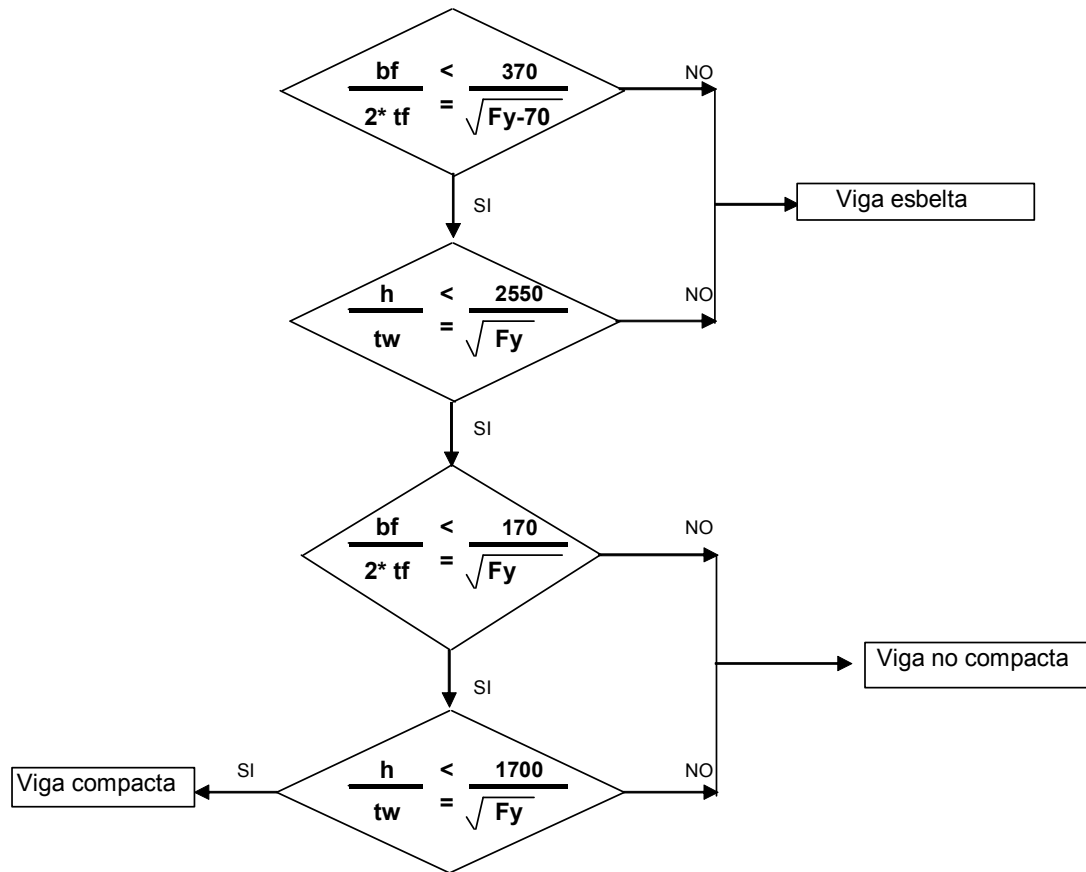 bf < 370
2* tf = √Fy-70
NO
SI
Viga esbelta
h < 2550
tw = √Fy
NO
SI
bf < 170
2* tf = √Fy
NO
SI
Viga no compacta
h < 1700
tw = √Fy
NO
SI
Viga compacta